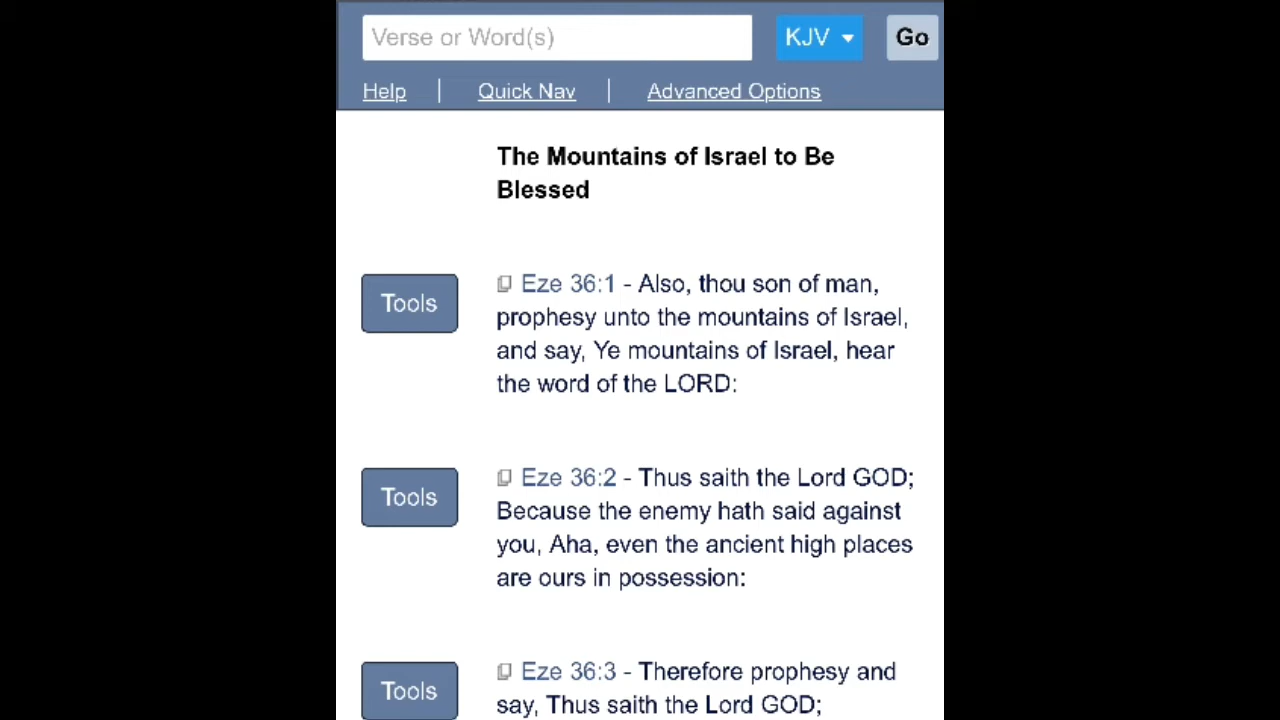 Verse or Word(s)
KJV
Go
Help | Quick Nav | Advanced Options
The Mountains of Israel to Be
Blessed
Tools
Eze 36:1 - Also, thou son of man,
prophesy unto the mountains of Israel,
and say, Ye mountains of Israel, hear
the word of the LORD:
Tools
Eze 36:2 - Thus saith the Lord GOD;
Because the enemy hath said against
you, Aha, even the ancient high places
are ours in possession:
Tools
Eze 36:3 - Therefore prophesy and
say, Thus saith the Lord GOD;